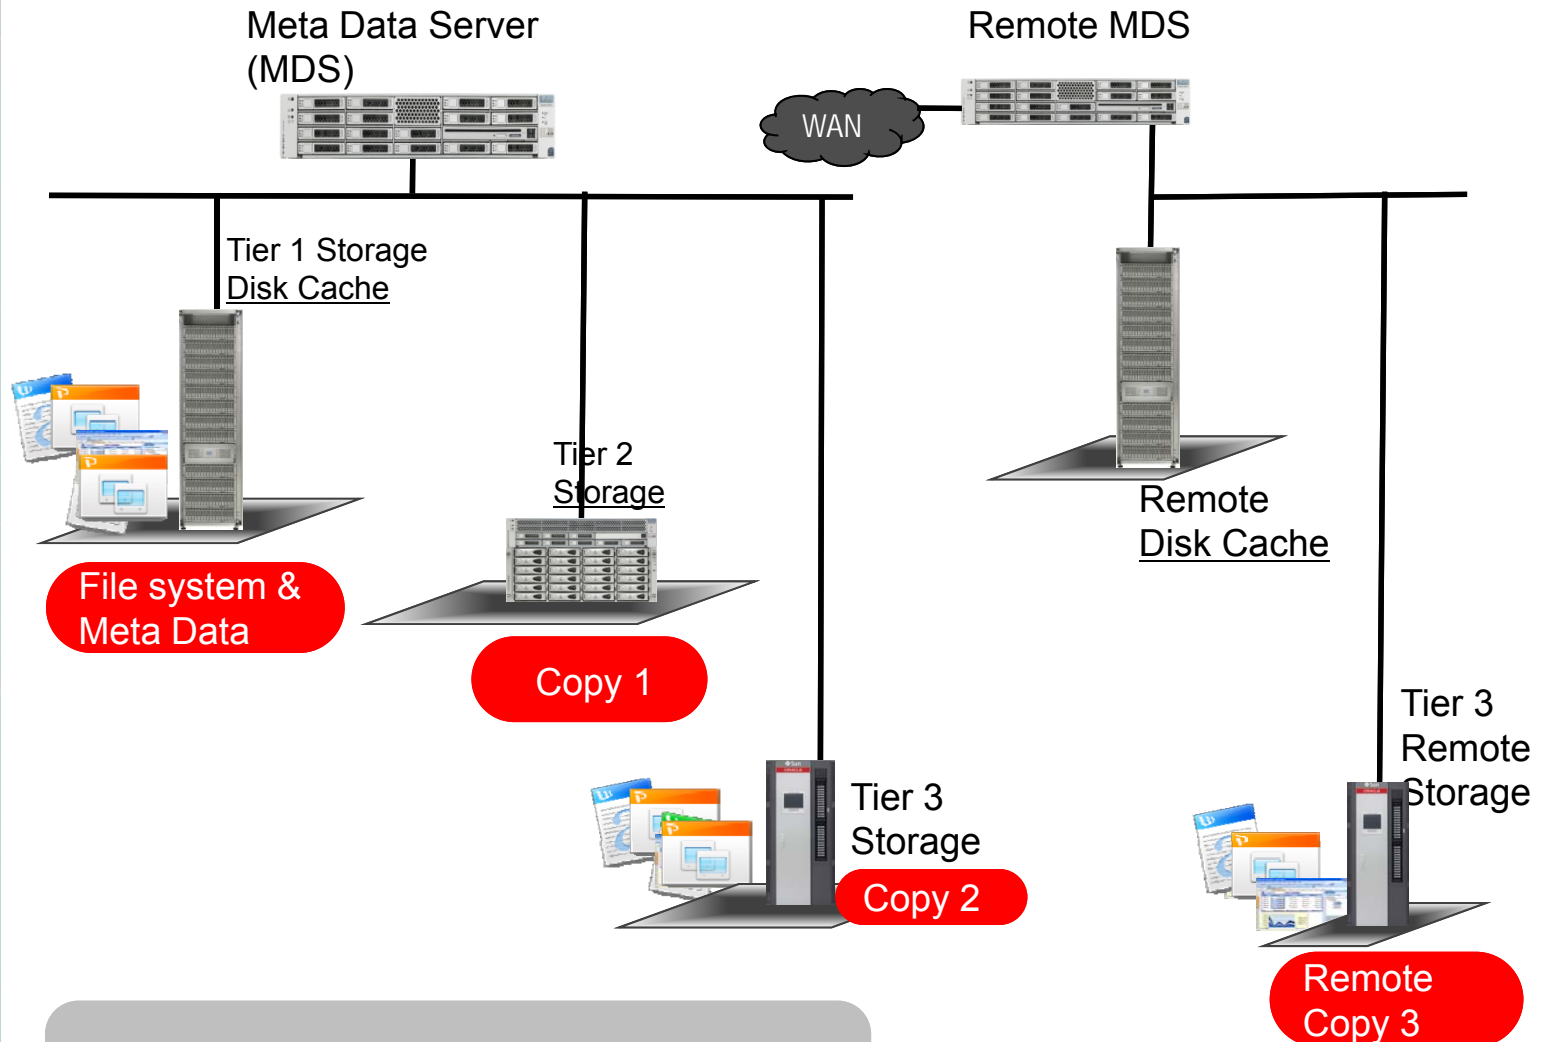 Meta Data Server
(MDS)
Remote MDS
WAN
Tier 1 Storage
Disk Cache
Tier 2
Storage
File system &
Meta Data
Copy 1
Remote
Disk Cache
Tier 3
Storage
Copy 2
Tier 3
Remote
Storage
Remote
Copy 3